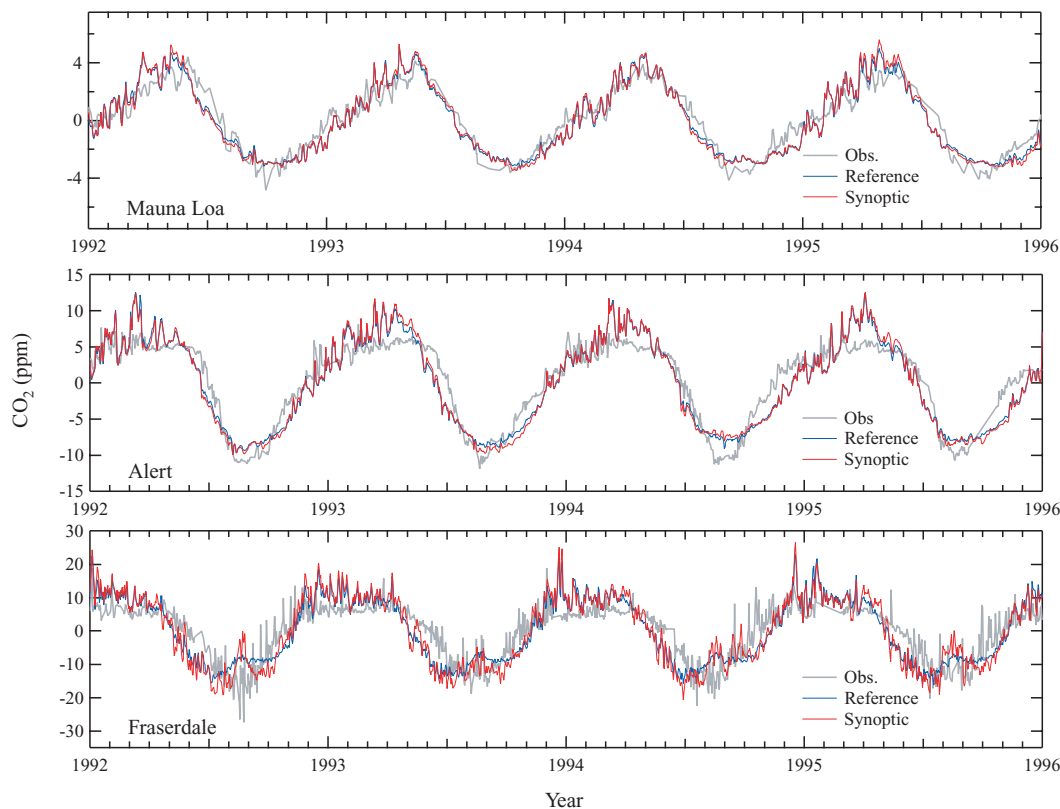 4
0
-4
Obs.
Reference
Synoptic
Mauna Loa
1992 1993 1994 1995 1996
15
10
5
0
-5
-10
-15
CO2 (ppm)
Obs
Reference
Synoptic
Alert
1992 1993 1994 1995 1996
30
20
10
0
-10
-20
-30
Obs.
Reference
Synoptic
Fraserdale
1992 1993 1994 1995 1996
Year